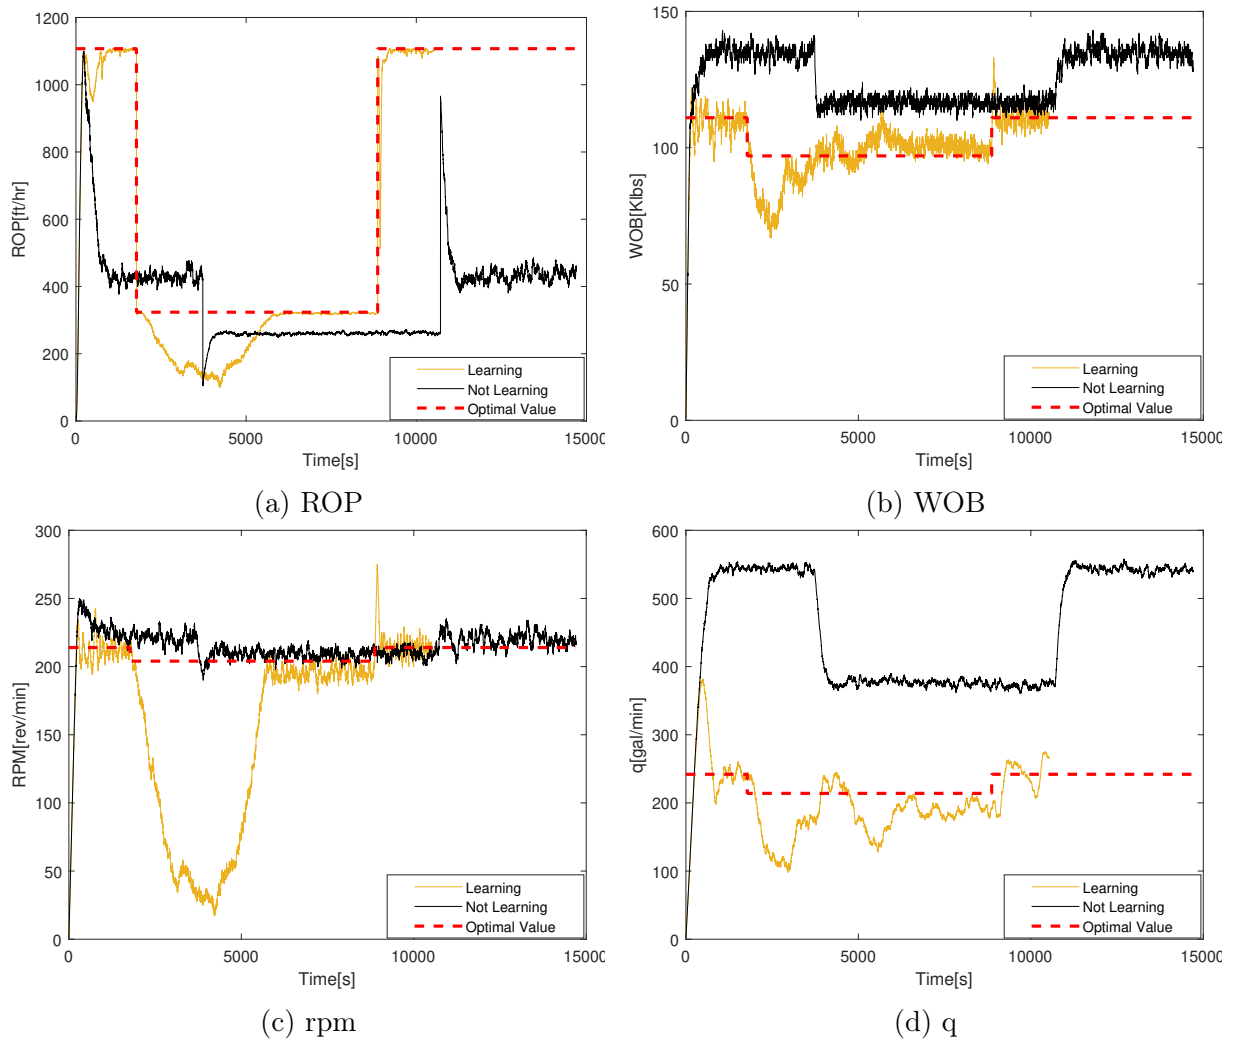 1200
1000
800
600
400
200
0
ROP[ft/hr]
0
5000
10000
15000
Time[s]
Learning
Not Learning
Optimal Value
(a) ROP
150
100
50
0
WOB[Klbs]
0
5000
10000
15000
Time[s]
Learning
Not Learning
Optimal Value
(b) WOB
300
250
200
150
100
50
0
RPM[rev/min]
0
5000
10000
15000
Time[s]
Learning
Not Learning
Optimal Value
(c) rpm
600
500
400
300
200
100
0
q[gal/min]
0
5000
10000
15000
Time[s]
Learning
Not Learning
Optimal Value
(d) q